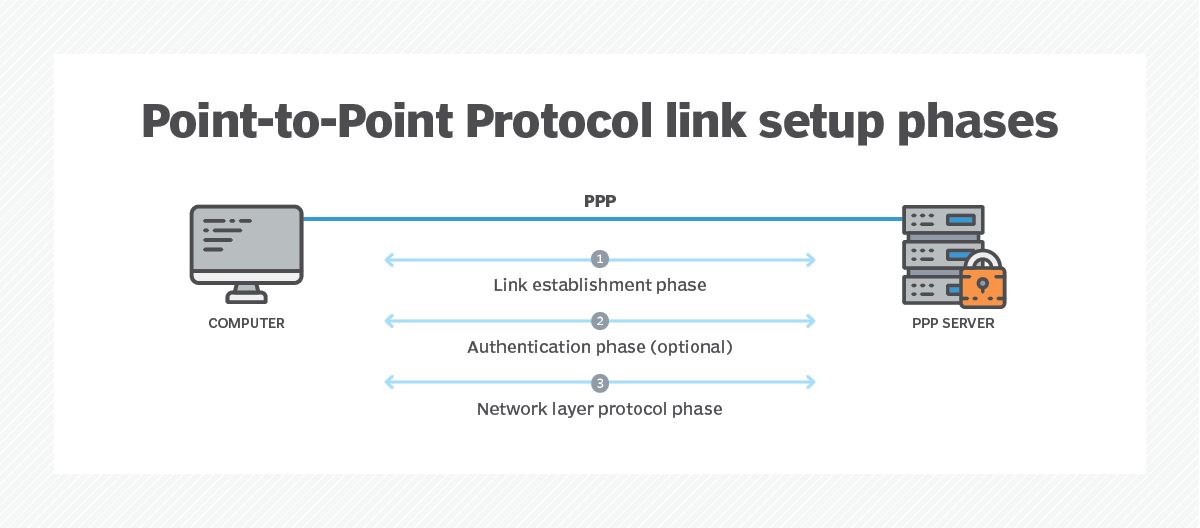 Point-to-Point Protocol link setup phases
PPP
1
Link establishment phase
2
Authentication phase (optional)
3
Network layer protocol phase
COMPUTER
PPP SERVER